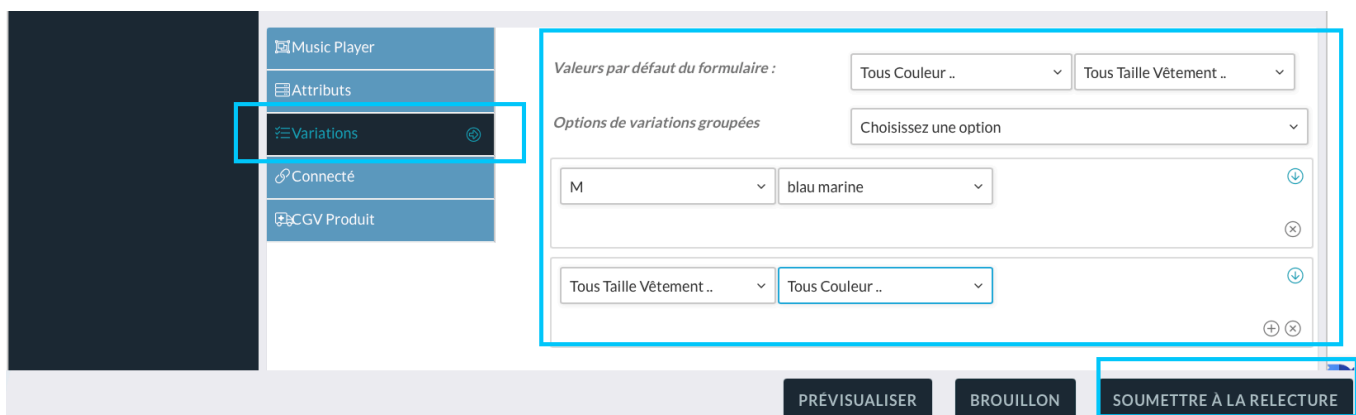 Music Player
Attributs
Variations
Connecté
CGV Produit
Valeurs par défaut du formulaire :
Tous Couleur ..
Tous Taille Vêtement ..
Options de variations groupées
Choisissez une option
M
blau marine
Tous Taille Vêtement ..
Tous Couleur ..
PRÉVISUALISER
BROUILLON
SOUMETTRE À LA RELECTURE